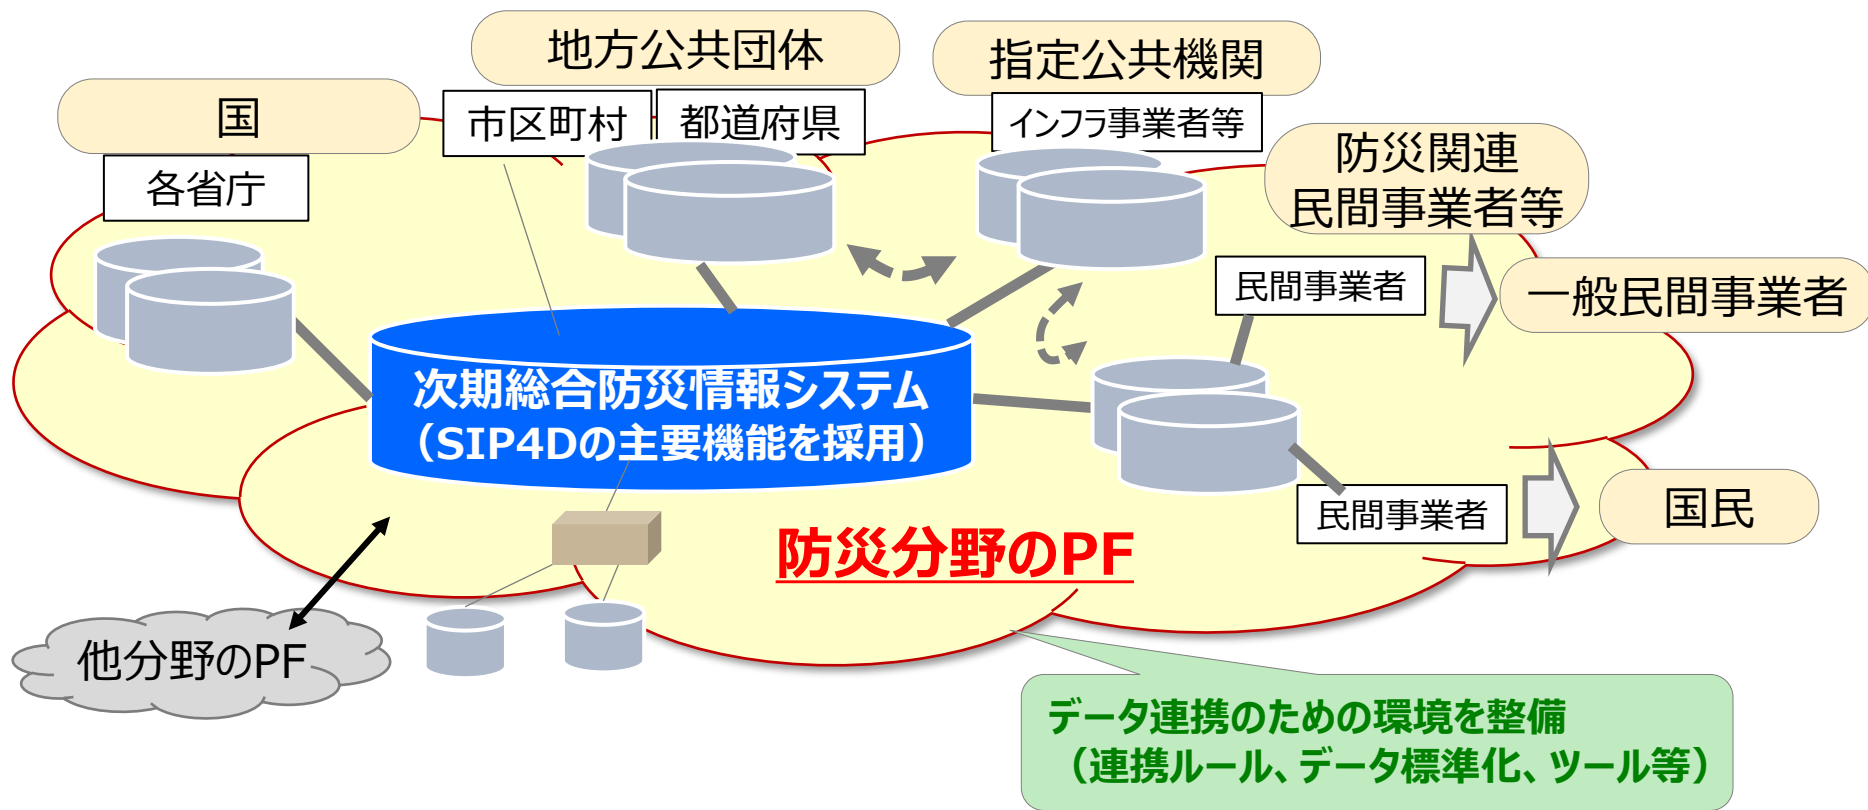 地方公共団体
指定公共機関
国
市区町村
都道府県
インフラ事業者等
防災関連
民間事業者等
各省庁
民間事業者
一般民間事業者
次期総合防災情報システム
（SIP4Dの主要機能を採用）
民間事業者
国民
防災分野のPF
他分野のPF
データ連携のための環境を整備
（連携ルール、データ標準化、ツール等）